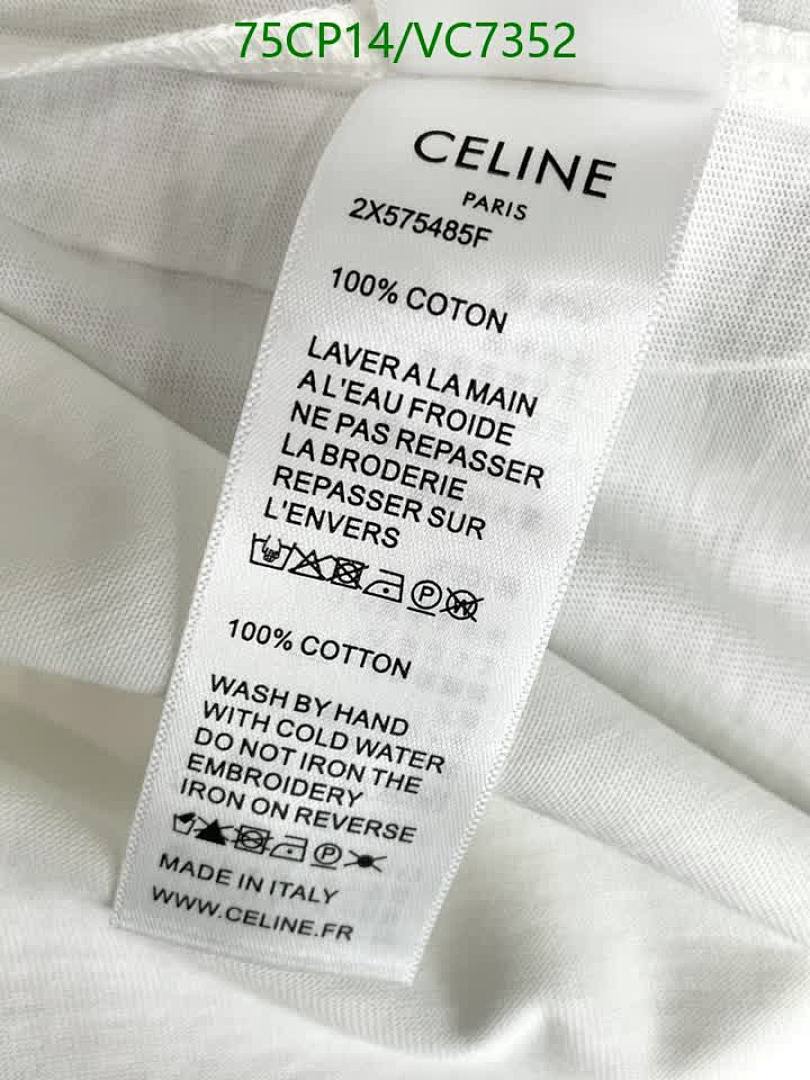 75CP14/VC7352
CELINE
PARIS
2X575485F
100% COTON
LAVER A LA MAIN
A L'EAU FROIDE
NE PAS REPASSER
LA BRODERIE
REPASSER SUR
L'ENVERS
P W
100% COTTON
WASH BY HAND
WITH COLD WATER
DO NOT IRON THE
EMBROIDERY
IRON ON REVERSE
P
MADE IN ITALY
WWW.CELINE.FR